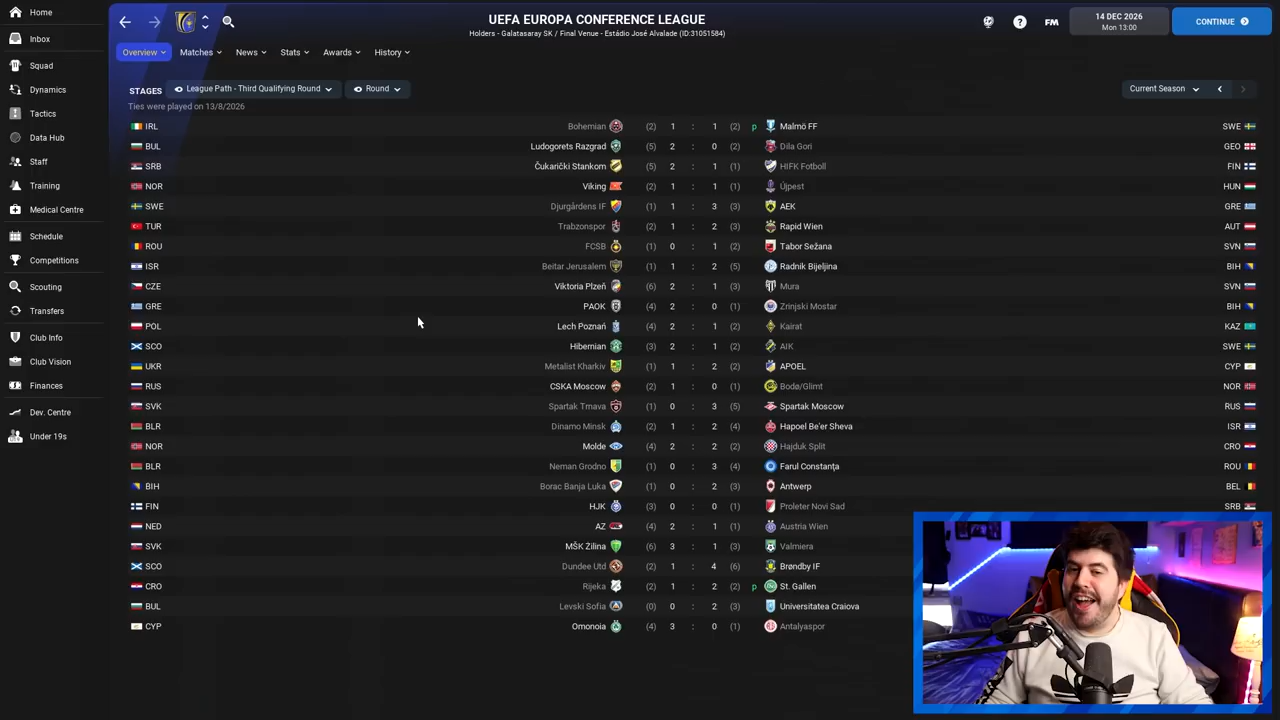 Home
Inbox
Squad
Dynamics
Tactics
Data Hub
Staff
Training
Medical Centre
Schedule
Competitions
Scouting
Transfers
Club Info
Club Vision
Finances
Dev. Centre
Under 19s
UEFA EUROPA CONFERENCE LEAGUE
Holders - Galatasaray SK / Final Venue - Estádio José Alvalade (ID:31051584)
? FM
14 DEC 2026
Mon 13:00
CONTINUE
Overview Matches News Stats Awards History
STAGES League Path - Third Qualifying Round Round Current Season
Ties were played on 13/8/2026
IRL Bohemian (2) 1 : 1 (2) p Malmö FF SWE
BUL Ludogorets Razgrad (5) 2 : 0 (2) Dila Gori GEO
SRB Čukarički Stankom (5) 2 : 1 (1) HIFK Fotboll FIN
NOR Viking (2) 1 : 1 (1) Újpest HUN
SWE Djurgårdens IF (1) 1 : 3 (3) AEK GRE
TUR Trabzonspor (2) 1 : 2 (3) Rapid Wien AUT
ROU FCSB (1) 0 : 1 (2) Tabor Sežana SVN
ISR Beitar Jerusalem (1) 1 : 2 (5) Radnik Bijeljina BIH
CZE Viktoria Plzeň (6) 2 : 1 (3) Mura SVN
GRE PAOK (4) 2 : 0 (1) Zrinjski Mostar BIH
POL Lech Poznań (4) 2 : 1 (2) Kairat KAZ
SCO Hibernian (3) 2 : 1 (2) AIK SWE
UKR Metalist Kharkiv (1) 1 : 2 (2) APOEL CYP
RUS CSKA Moscow (2) 1 : 0 (1) Bodø/Glimt NOR
SVK Spartak Trnava (1) 0 : 3 (5) Spartak Moscow RUS
BLR Dinamo Minsk (2) 1 : 2 (4) Hapoel Be'er Sheva ISR
NOR Molde (4) 2 : 2 (2) Hajduk Split CRO
BLR Neman Grodno (1) 0 : 3 (4) Farul Constanţa ROU
BIH Borac Banja Luka (1) 0 : 2 (3) Antwerp BEL
FIN HJK (3) 0 : 0 (0) Proleter Novi Sad SRB
NED AZ (4) 2 : 1 (1) Austria Wien
SVK MŠK Žilina (6) 3 : 1 (3) Valmiera
SCO Dundee Utd (2) 1 : 4 (6) Brøndby IF
CRO Rijeka (2) 1 : 2 (2) p St. Gallen
BUL Levski Sofia (0) 0 : 2 (3) Universitatea Craiova
CYP Omonoia (4) 3 : 0 (1) Antalyaspor